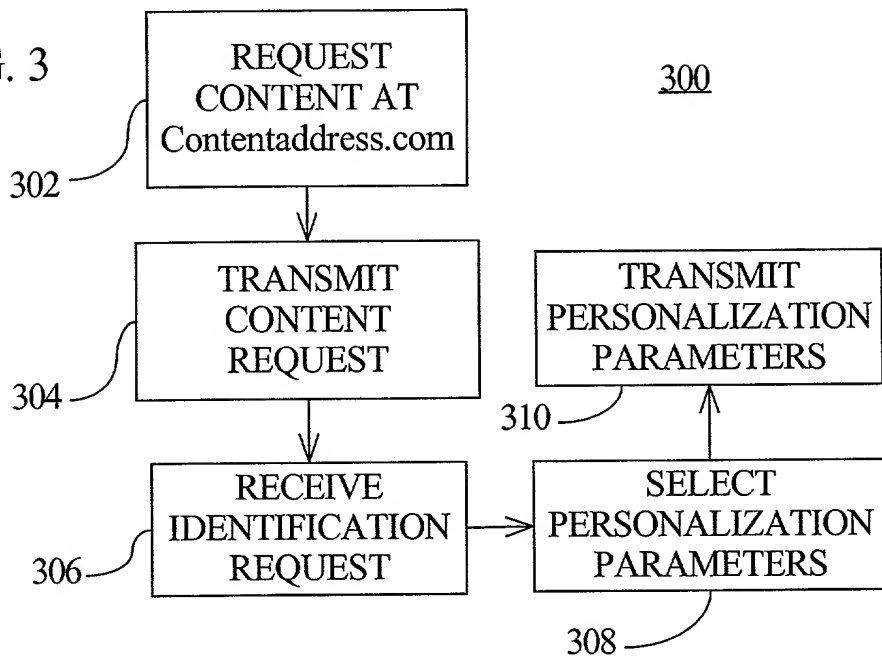 G. 3
300
REQUEST
CONTENT AT
Contentaddress.com
302
TRANSMIT
CONTENT
REQUEST
304
RECEIVE
IDENTIFICATION
REQUEST
306
SELECT
PERSONALIZATION
PARAMETERS
308
TRANSMIT
PERSONALIZATION
PARAMETERS
310